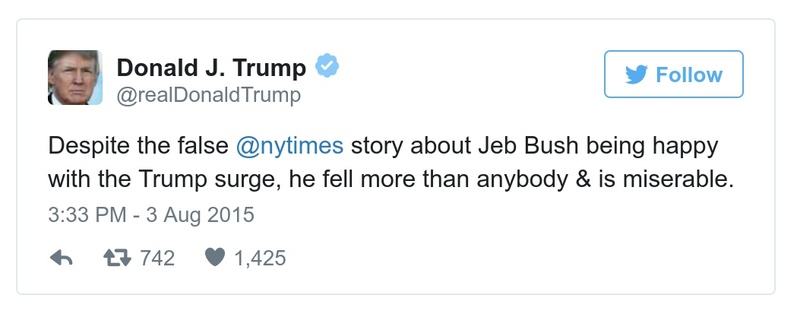 Donald J. Trump
@realDonaldTrump
Follow
Despite the false @nytimes story about Jeb Bush being happy
with the Trump surge, he fell more than anybody & is miserable.
3:33 PM - 3 Aug 2015
742 1,425